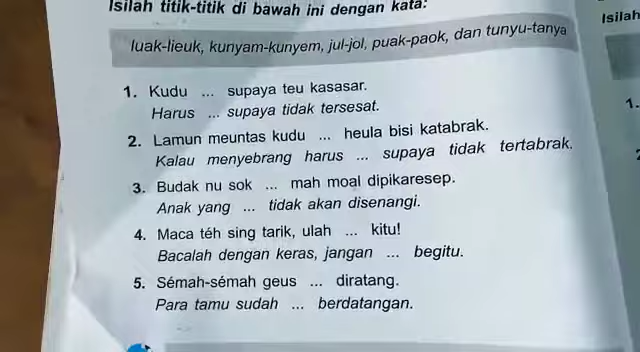 Isilah titik-titik di bawah ini dengan kata:
luak-lieuk, kunyam-kunyem, jul-jol, puak-paok, dan tunyu-tanya
1. Kudu ... supaya teu kasasar.
Harus ... supaya tidak tersesat.
2. Lamun meuntas kudu ... heula bisi katabrak.
Kalau menyebrang harus ... supaya tidak tertabrak.
3. Budak nu sok ... mah moal dipikaresep.
Anak yang ... tidak akan disenangi.
4. Maca téh sing tarik, ulah ... kitu!
Bacalah dengan keras, jangan ... begitu.
5. Sémah-sémah geus ... diratang.
Para tamu sudah ... berdatangan.
Isilah
1.